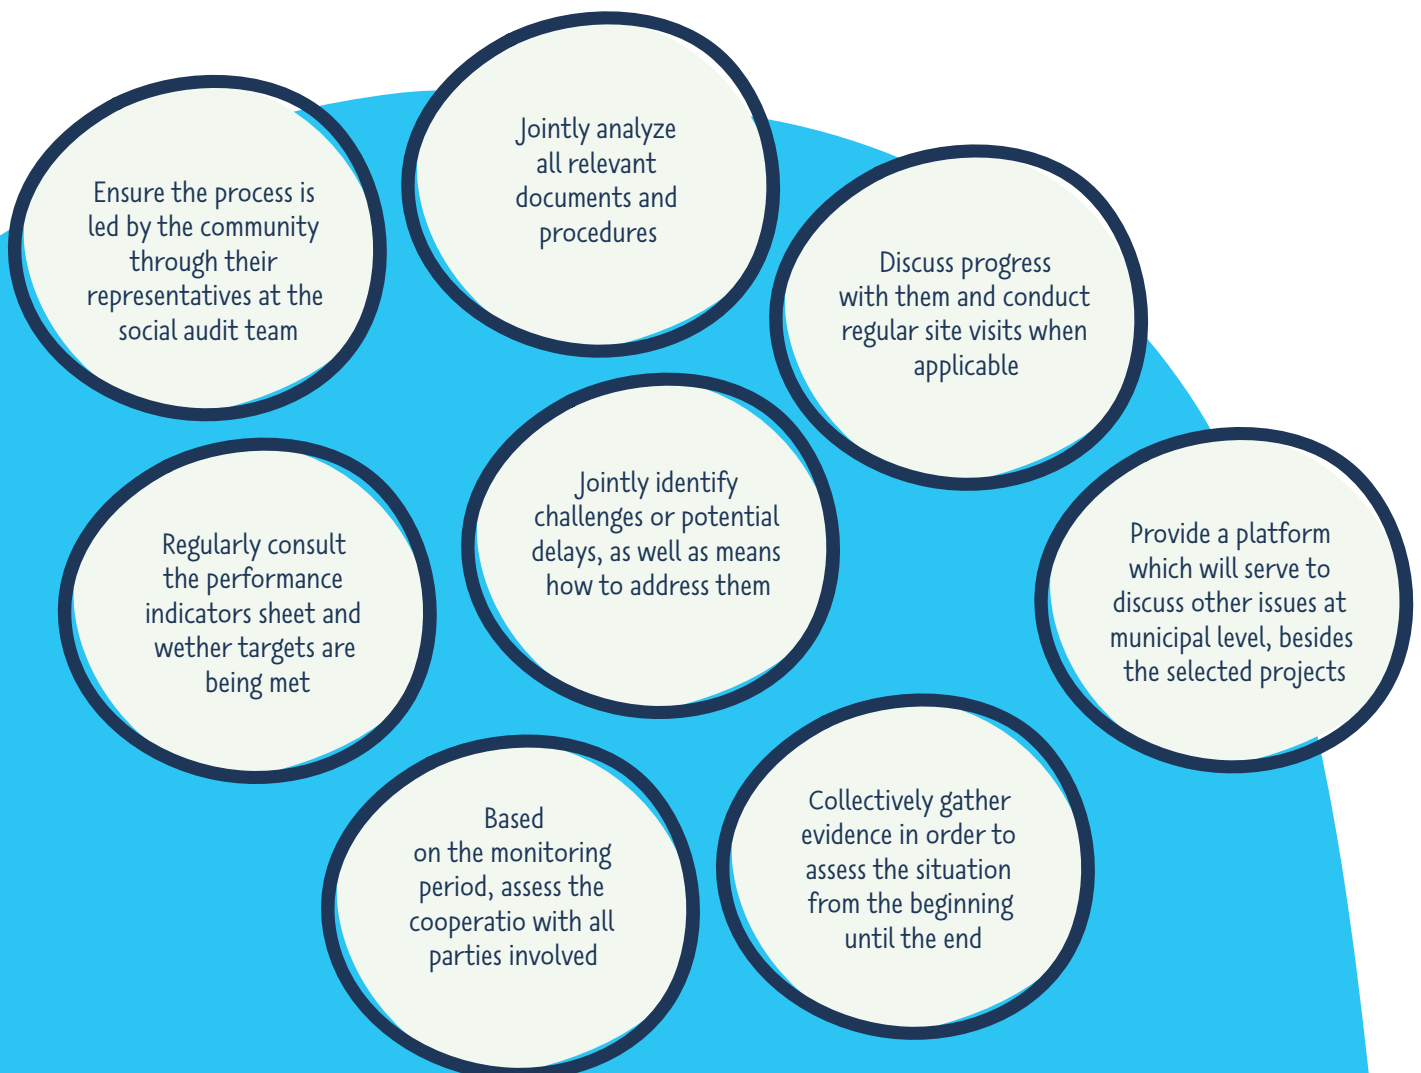 Ensure the process is
led by the community
through their
representatives at the
social audit team
Jointly analyze
all relevant
documents and
procedures
Discuss progress
with them and conduct
regular site visits when
applicable
Regularly consult
the performance
indicators sheet and
wether targets are
being met
Jointly identify
challenges or potential
delays, as well as means
how to address them
Provide a platform
which will serve to
discuss other issues at
municipal level, besides
the selected projects
Based
on the monitoring
period, assess the
cooperatio with all
parties involved
Collectively gather
evidence in order to
assess the situation
from the beginning
until the end